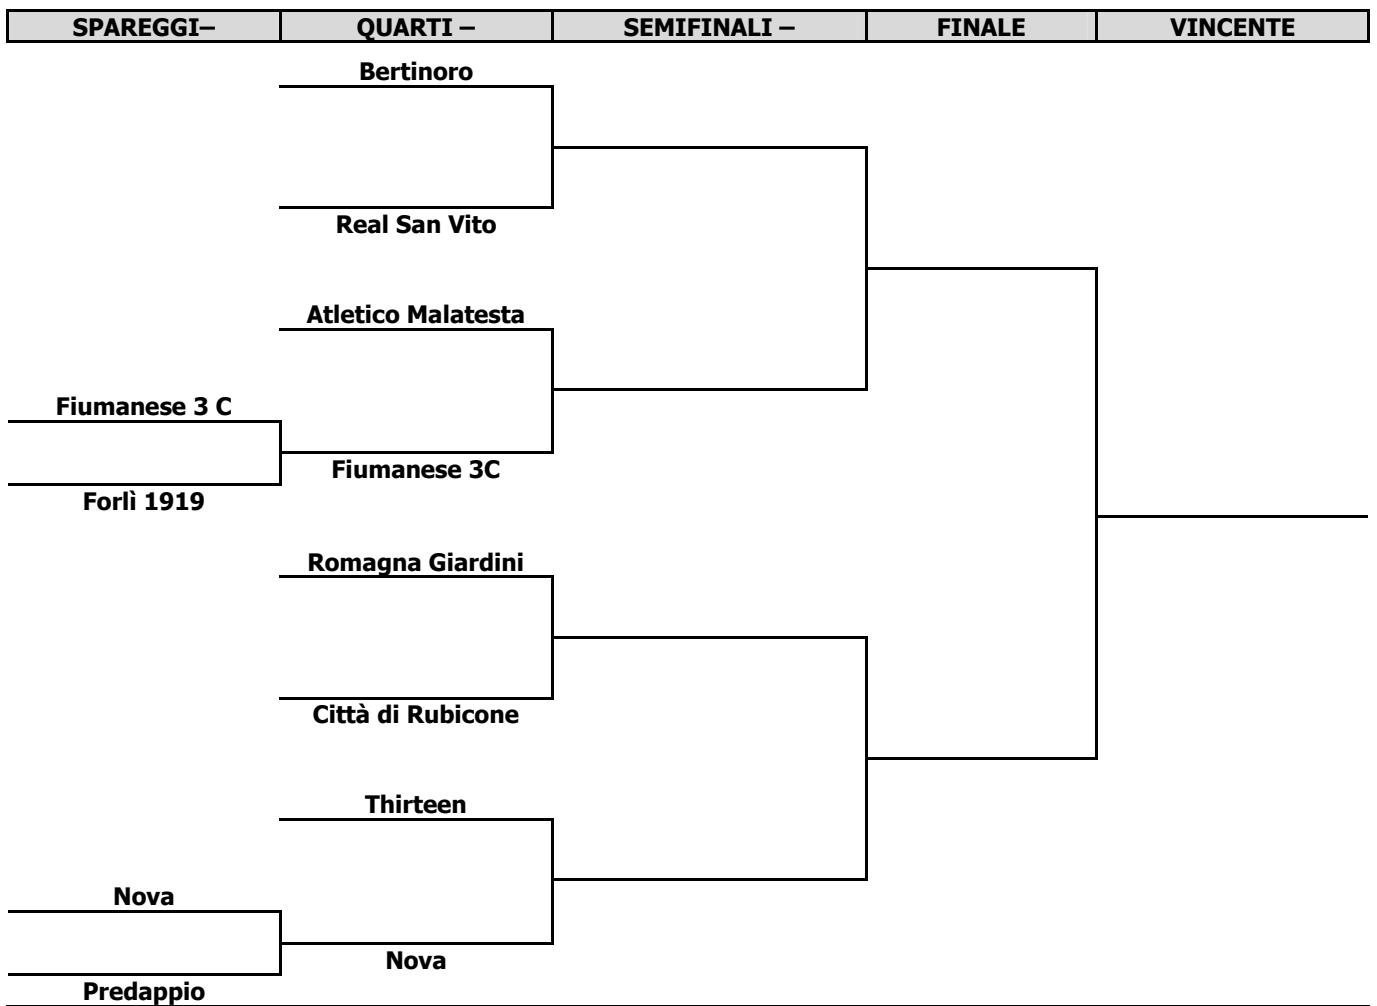 SPAREGGI– QUARTI – SEMIFINALI – FINALE VINCENTE
Bertinoro
Real San Vito
Atletico Malatesta
Fiumanese 3 C
Fiumanese 3C
Forlì 1919
Romagna Giardini
Città di Rubicone
Thirteen
Nova
Nova
Predappio